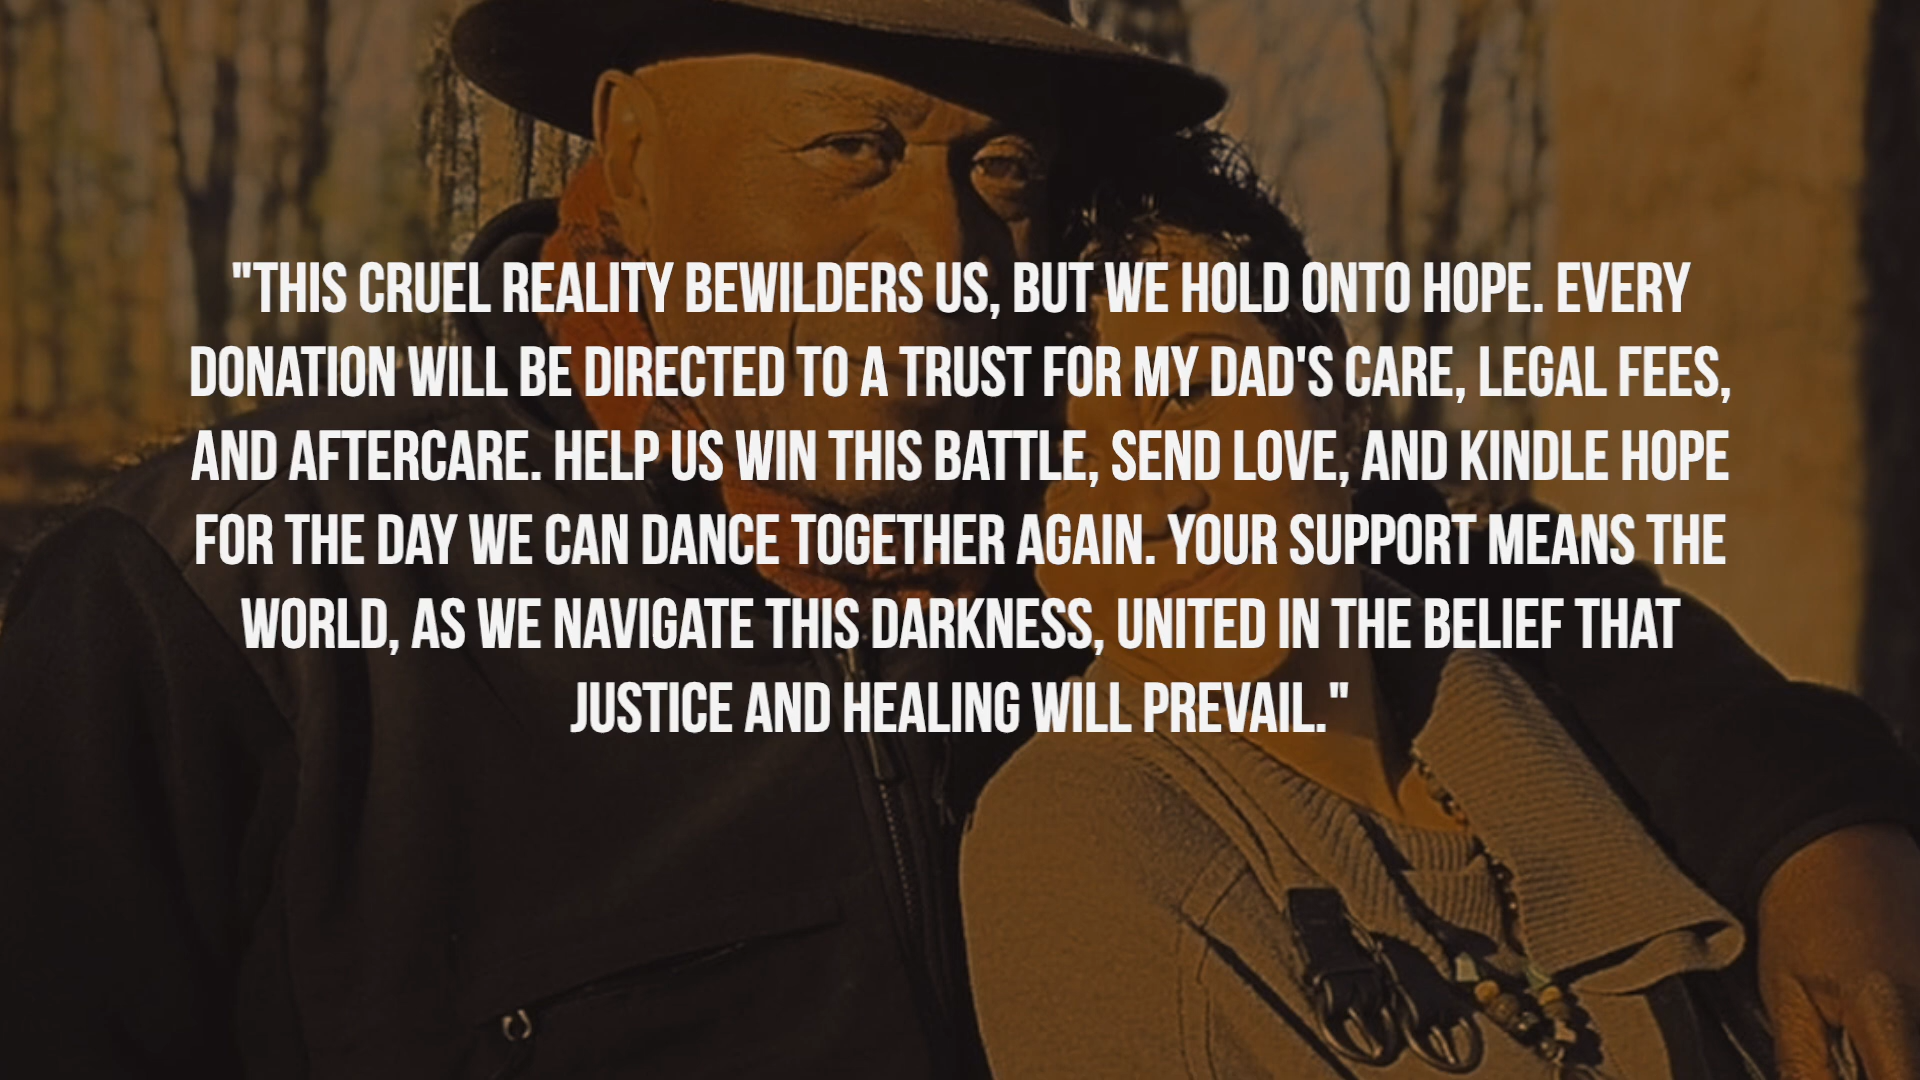 "THIS CRUEL REALITY BEWILDERS US, BUT WE HOLD ONTO HOPE. EVERY
DONATION WILL BE DIRECTED TO A TRUST FOR MY DAD'S CARE, LEGAL FEES,
AND AFTERCARE. HELP US WIN THIS BATTLE, SEND LOVE, AND KINDLE HOPE
FOR THE DAY WE CAN DANCE TOGETHER AGAIN. YOUR SUPPORT MEANS THE
WORLD, AS WE NAVIGATE THIS DARKNESS, UNITED IN THE BELIEF THAT
JUSTICE AND HEALING WILL PREVAIL."